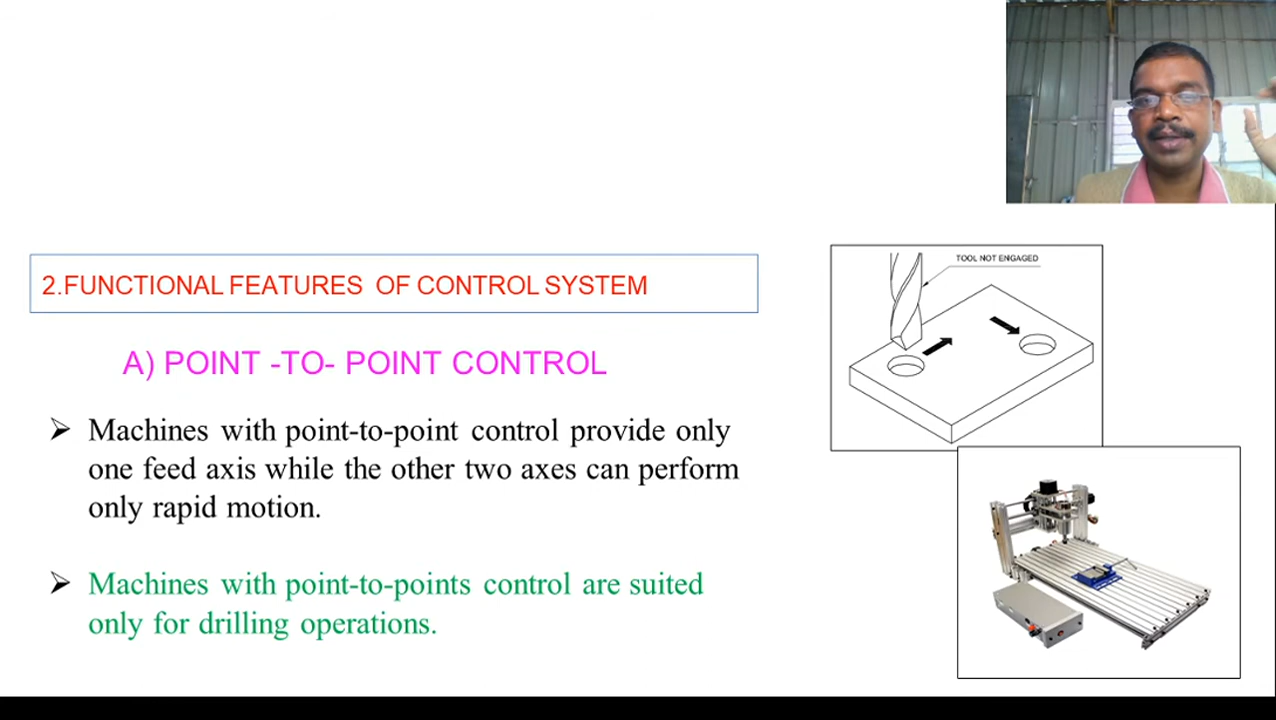 2.FUNCTIONAL FEATURES OF CONTROL SYSTEM
A) POINT -TO- POINT CONTROL
Machines with point-to-point control provide only
one feed axis while the other two axes can perform
only rapid motion.
Machines with point-to-points control are suited
only for drilling operations.
TOOL NOT ENGAGED